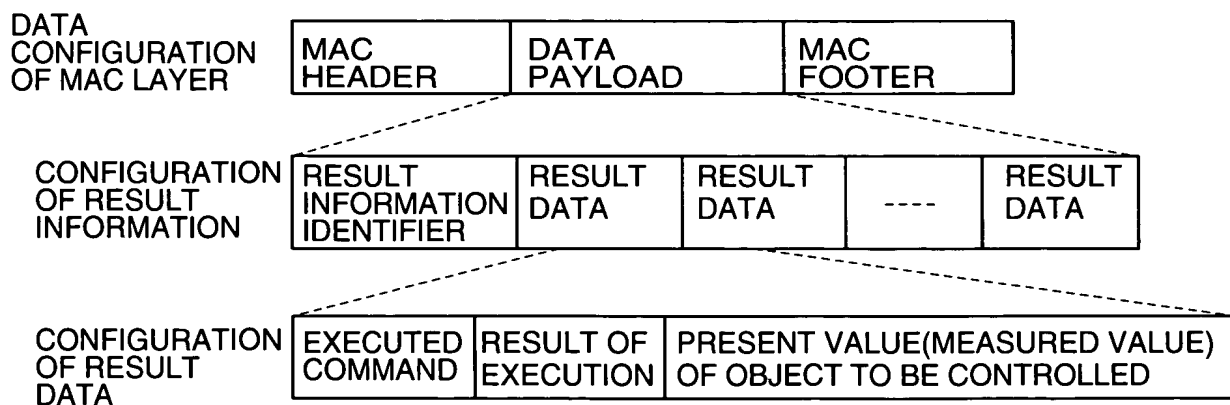 DATA
CONFIGURATION
OF MAC LAYER
MAC
HEADER
DATA
PAYLOAD
MAC
FOOTER
CONFIGURATION
OF RESULT
INFORMATION
RESULT
INFORMATION
IDENTIFIER
RESULT
DATA
RESULT
DATA
----
RESULT
DATA
CONFIGURATION
OF RESULT
DATA
EXECUTED
COMMAND
RESULT OF
EXECUTION
PRESENT VALUE(MEASURED VALUE)
OF OBJECT TO BE CONTROLLED